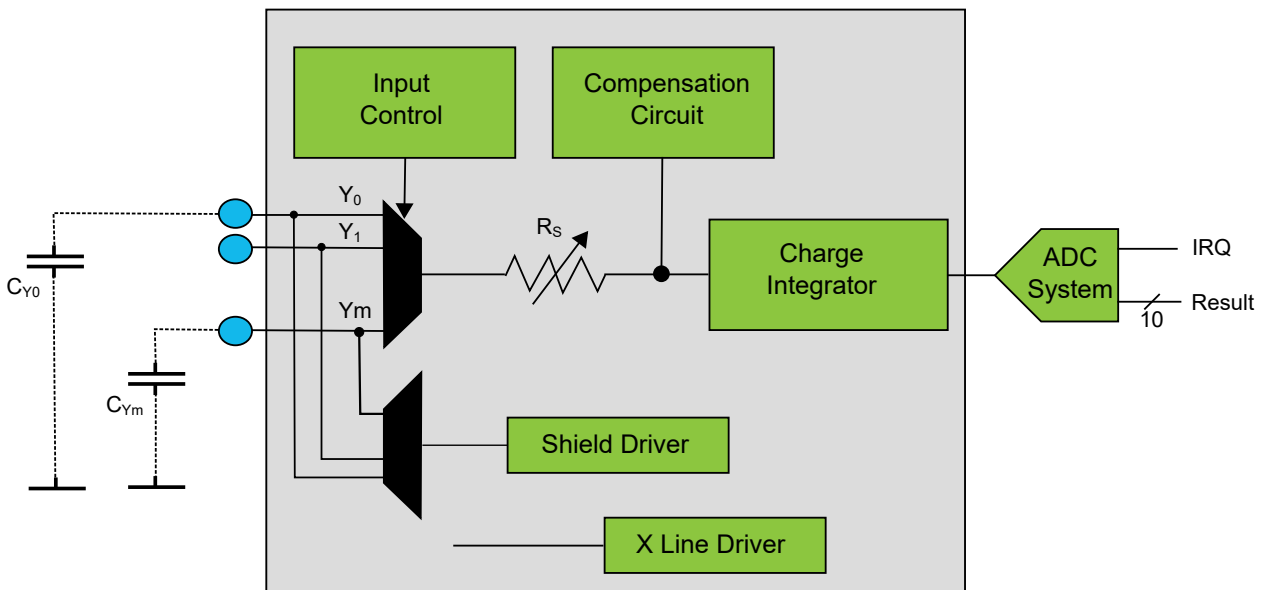 Input
Control
Compensation
Circuit
Y0
Y1
Ym
RS
Charge
Integrator
ADC
System
IRQ
Result
10
CY0
CYm
Shield Driver
X Line Driver